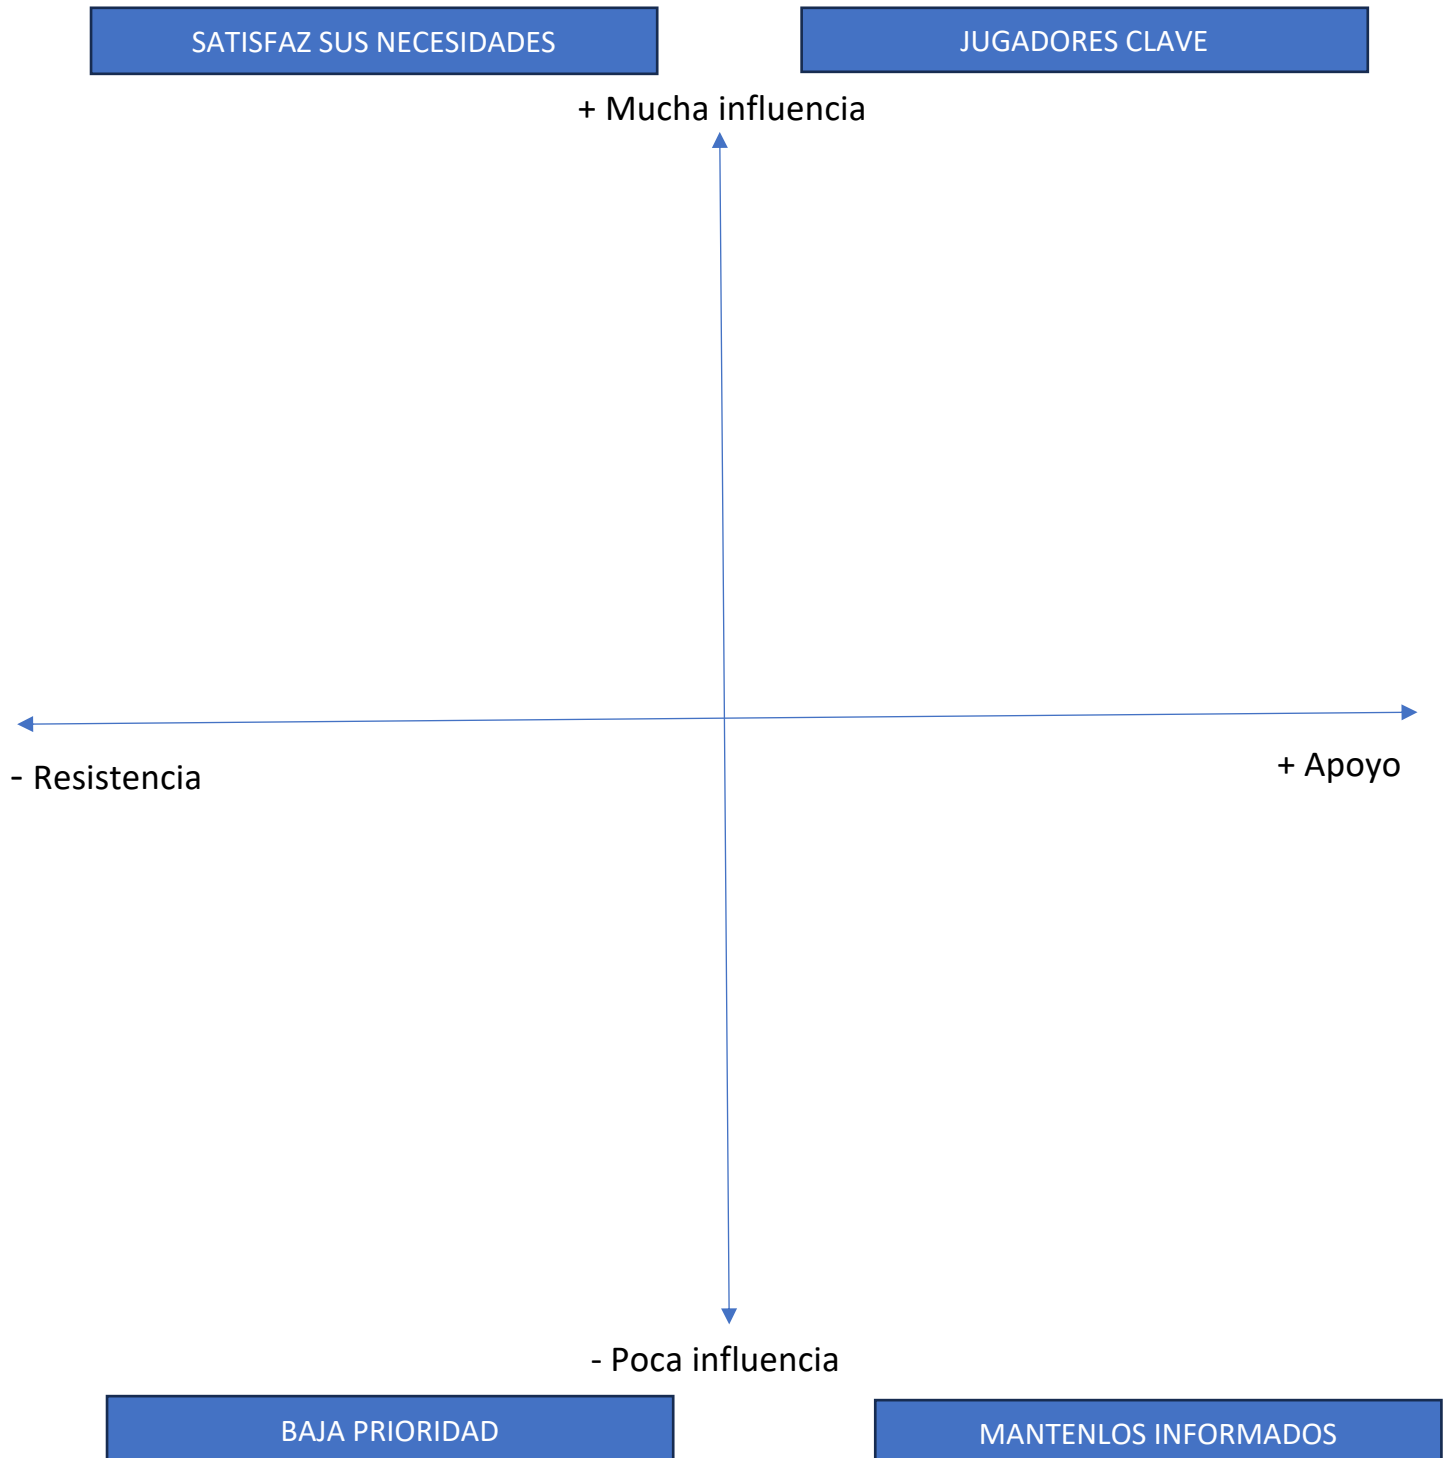 SATISFAZ SUS NECESIDADES
JUGADORES CLAVE
+ Mucha influencia
- Resistencia
+ Apoyo
- Poca influencia
BAJA PRIORIDAD
MANTENLOS INFORMADOS